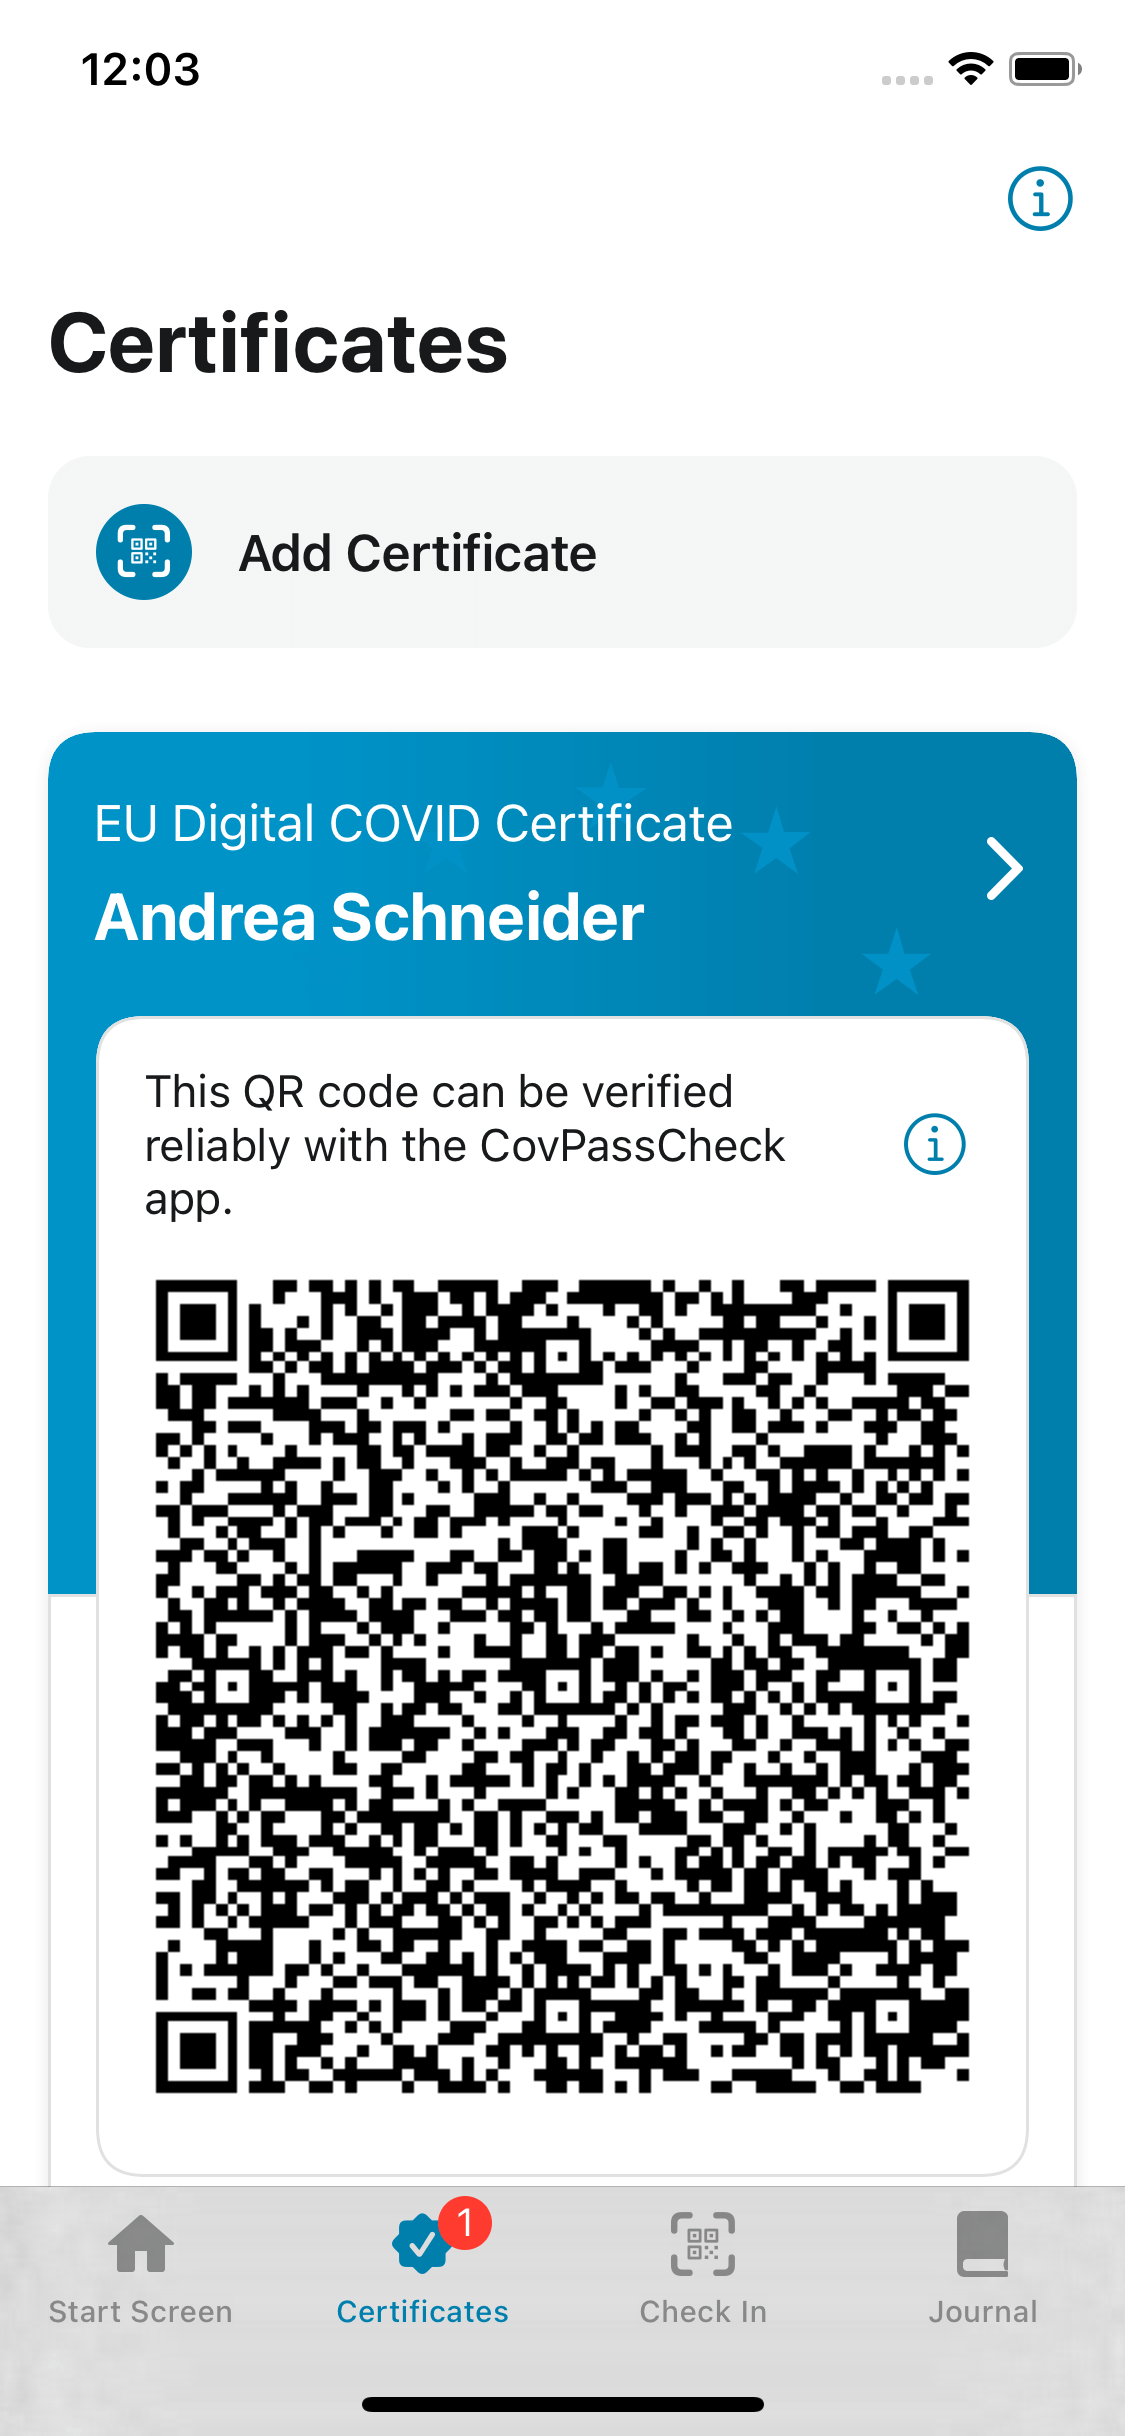 12:03
Certificates
Add Certificate
EU Digital COVID Certificate
Andrea Schneider
This QR code can be verified
reliably with the CovPassCheck
app.
1
Start Screen
Certificates
Check In
Journal